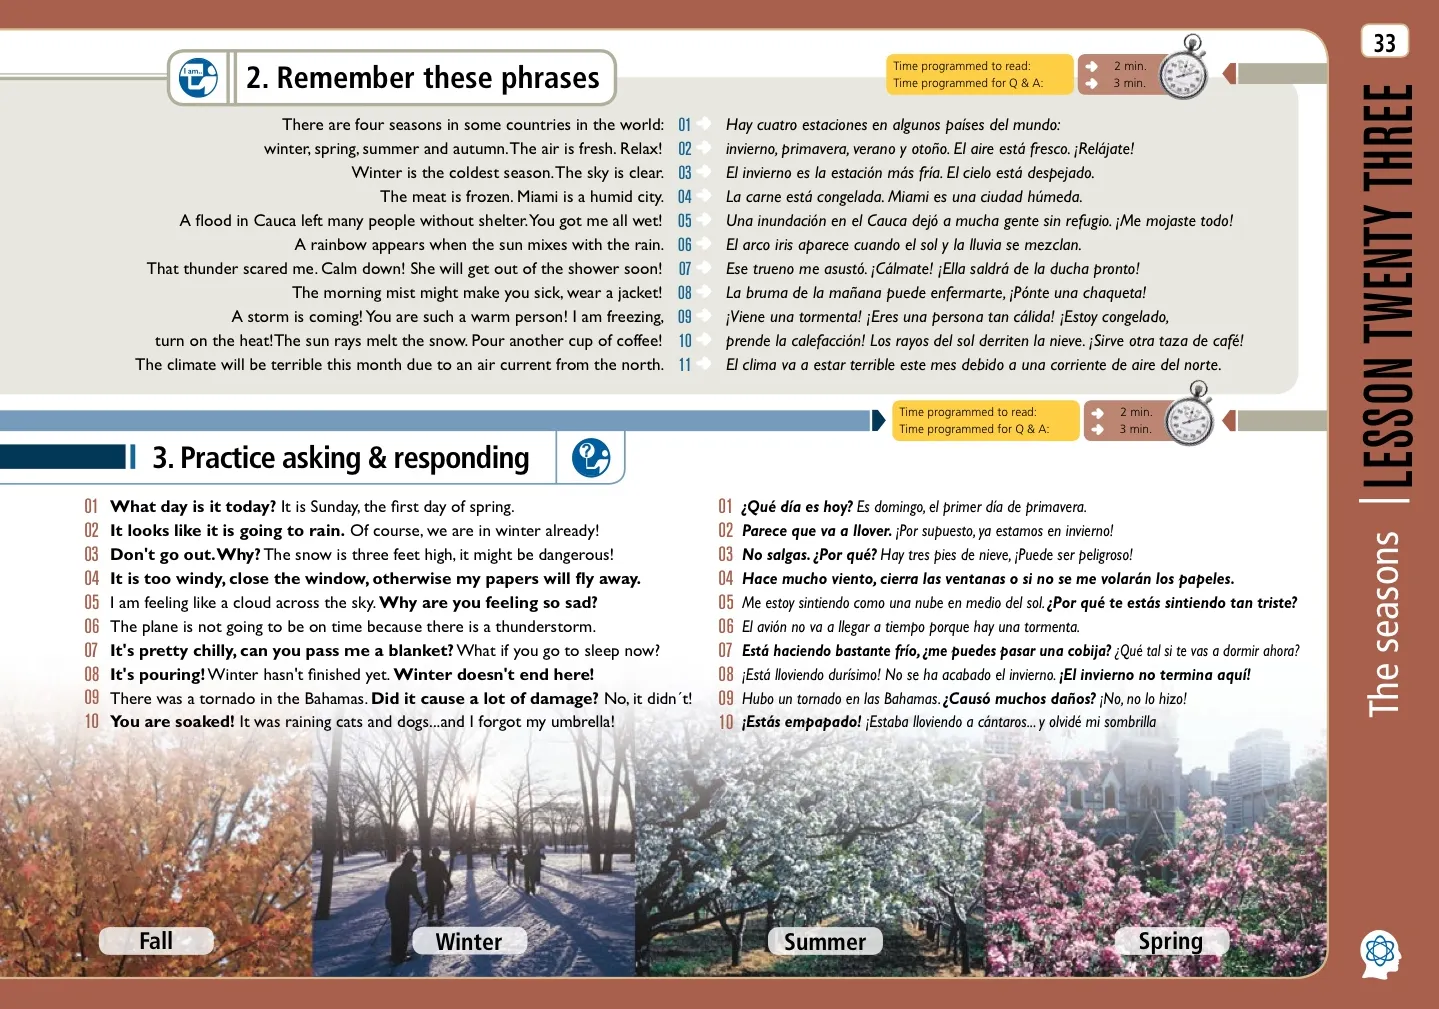 33
LESSON TWENTY THREE
The seasons
I am...
2. Remember these phrases
Time programmed to read: 2 min.
Time programmed for Q & A: 3 min.
There are four seasons in some countries in the world: 01 Hay cuatro estaciones en algunos países del mundo:
winter, spring, summer and autumn. The air is fresh. Relax! 02 invierno, primavera, verano y otoño. El aire está fresco. ¡Relájate!
Winter is the coldest season. The sky is clear. 03 El invierno es la estación más fría. El cielo está despejado.
The meat is frozen. Miami is a humid city. 04 La carne está congelada. Miami es una ciudad húmeda.
A flood in Cauca left many people without shelter. You got me all wet! 05 Una inundación en el Cauca dejó a mucha gente sin refugio. ¡Me mojaste todo!
A rainbow appears when the sun mixes with the rain. 06 El arco iris aparece cuando el sol y la lluvia se mezclan.
That thunder scared me. Calm down! She will get out of the shower soon! 07 Ese trueno me asustó. ¡Cálmate! ¡Ella saldrá de la ducha pronto!
The morning mist might make you sick, wear a jacket! 08 La bruma de la mañana puede enfermarte, ¡Pónte una chaqueta!
A storm is coming! You are such a warm person! I am freezing, 09 ¡Viene una tormenta! ¡Eres una persona tan cálida! ¡Estoy congelado,
turn on the heat! The sun rays melt the snow. Pour another cup of coffee! 10 prende la calefacción! Los rayos del sol derriten la nieve. ¡Sirve otra taza de café!
The climate will be terrible this month due to an air current from the north. 11 El clima va a estar terrible este mes debido a una corriente de aire del norte.
Time programmed to read: 2 min.
Time programmed for Q & A: 3 min.
3. Practice asking & responding
?
01 What day is it today? It is Sunday, the first day of spring.
02 It looks like it is going to rain. Of course, we are in winter already!
03 Don't go out. Why? The snow is three feet high, it might be dangerous!
04 It is too windy, close the window, otherwise my papers will fly away.
05 I am feeling like a cloud across the sky. Why are you feeling so sad?
06 The plane is not going to be on time because there is a thunderstorm.
07 It's pretty chilly, can you pass me a blanket? What if you go to sleep now?
08 It's pouring! Winter hasn't finished yet. Winter doesn't end here!
09 There was a tornado in the Bahamas. Did it cause a lot of damage? No, it didn´t!
10 You are soaked! It was raining cats and dogs...and I forgot my umbrella!
01 ¿Qué día es hoy? Es domingo, el primer día de primavera.
02 Parece que va a llover. ¡Por supuesto, ya estamos en invierno!
03 No salgas. ¿Por qué? Hay tres pies de nieve, ¡Puede ser peligroso!
04 Hace mucho viento, cierra las ventanas o si no se me volarán los papeles.
05 Me estoy sintiendo como una nube en medio del sol. ¿Por qué te estás sintiendo tan triste?
06 El avión no va a llegar a tiempo porque hay una tormenta.
07 Está haciendo bastante frío, ¿me puedes pasar una cobija? ¿Qué tal si te vas a dormir ahora?
08 ¡Está lloviendo durísimo! No se ha acabado el invierno. ¡El invierno no termina aquí!
09 Hubo un tornado en las Bahamas. ¿Causó muchos daños? ¡No, no lo hizo!
10 ¡Estás empapado! ¡Estaba lloviendo a cántaros... y olvidé mi sombrilla
Fall
Winter
Summer
Spring